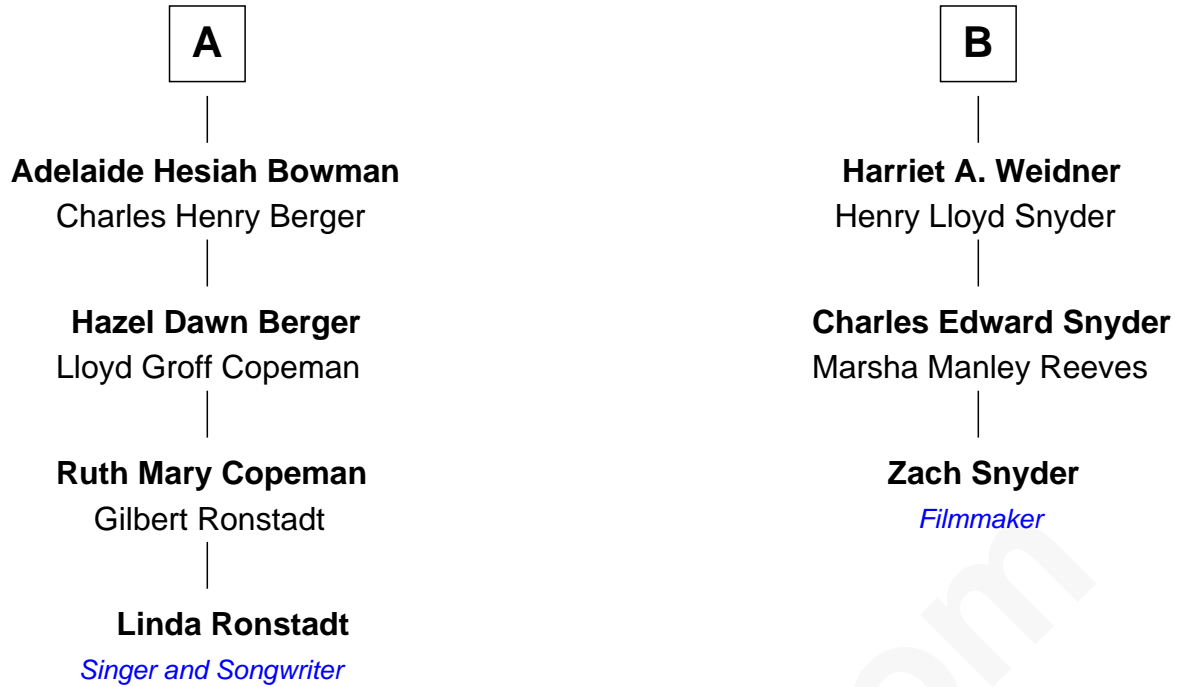 A
Adelaide Hesiah Bowman
Charles Henry Berger
Hazel Dawn Berger
Lloyd Groff Copeman
Ruth Mary Copeman
Gilbert Ronstadt
Linda Ronstadt
Singer and Songwriter
B
Harriet A. Weidner
Henry Lloyd Snyder
Charles Edward Snyder
Marsha Manley Reeves
Zach Snyder
Filmmaker
om